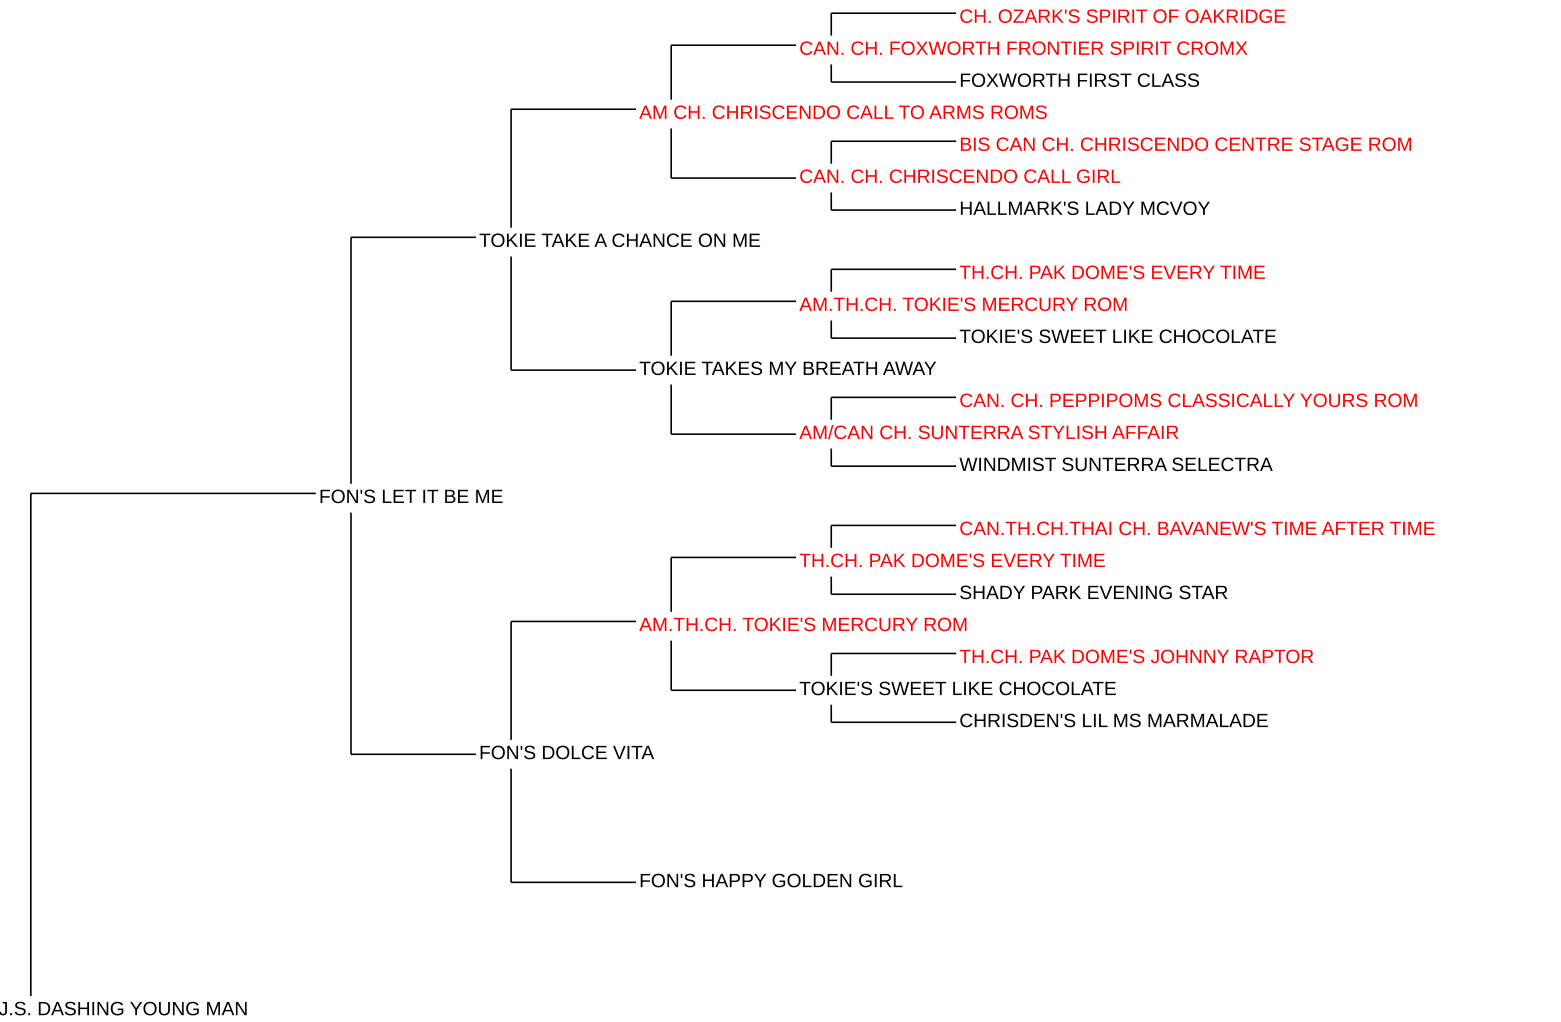 CH. OZARK'S SPIRIT OF OAKRIDGE
CAN. CH. FOXWORTH FRONTIER SPIRIT CROMX
FOXWORTH FIRST CLASS
AM CH. CHRISCENDO CALL TO ARMS ROMS
BIS CAN CH. CHRISCENDO CENTRE STAGE ROM
CAN. CH. CHRISCENDO CALL GIRL
HALLMARK'S LADY MCVOY
TOKIE TAKE A CHANCE ON ME
TH.CH. PAK DOME'S EVERY TIME
AM.TH.CH. TOKIE'S MERCURY ROM
TOKIE'S SWEET LIKE CHOCOLATE
TOKIE TAKES MY BREATH AWAY
CAN. CH. PEPPIPOMS CLASSICALLY YOURS ROM
AM/CAN CH. SUNTERRA STYLISH AFFAIR
WINDMIST SUNTERRA SELECTRA
FON'S LET IT BE ME
CAN.TH.CH.THAI CH. BAVANEW'S TIME AFTER TIME
TH.CH. PAK DOME'S EVERY TIME
SHADY PARK EVENING STAR
AM.TH.CH. TOKIE'S MERCURY ROM
TH.CH. PAK DOME'S JOHNNY RAPTOR
TOKIE'S SWEET LIKE CHOCOLATE
CHRISDEN'S LIL MS MARMALADE
FON'S DOLCE VITA
FON'S HAPPY GOLDEN GIRL
J.S. DASHING YOUNG MAN